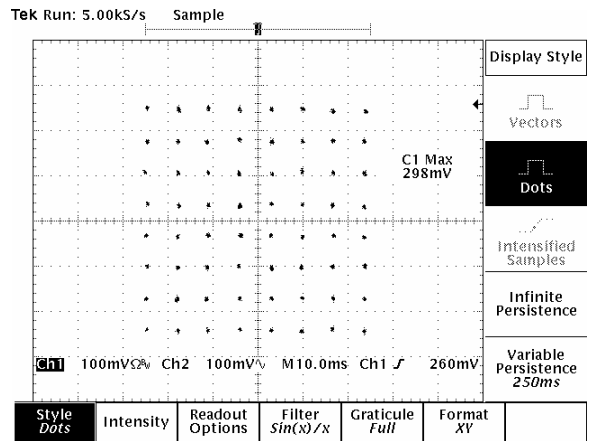 Tek Run: 5.00kS/s Sample
Display Style
Vectors
C1 Max
298mV
Dots
Intensified
Samples
Infinite
Persistence
Ch1 100mVΩBw Ch2 100mV∿ M10.0ms Ch1 ∫ 260mV
Variable
Persistence
250ms
Style
Dots
Intensity
Readout
Options
Filter
Sin(x)/x
Graticule
Full
Format
XY